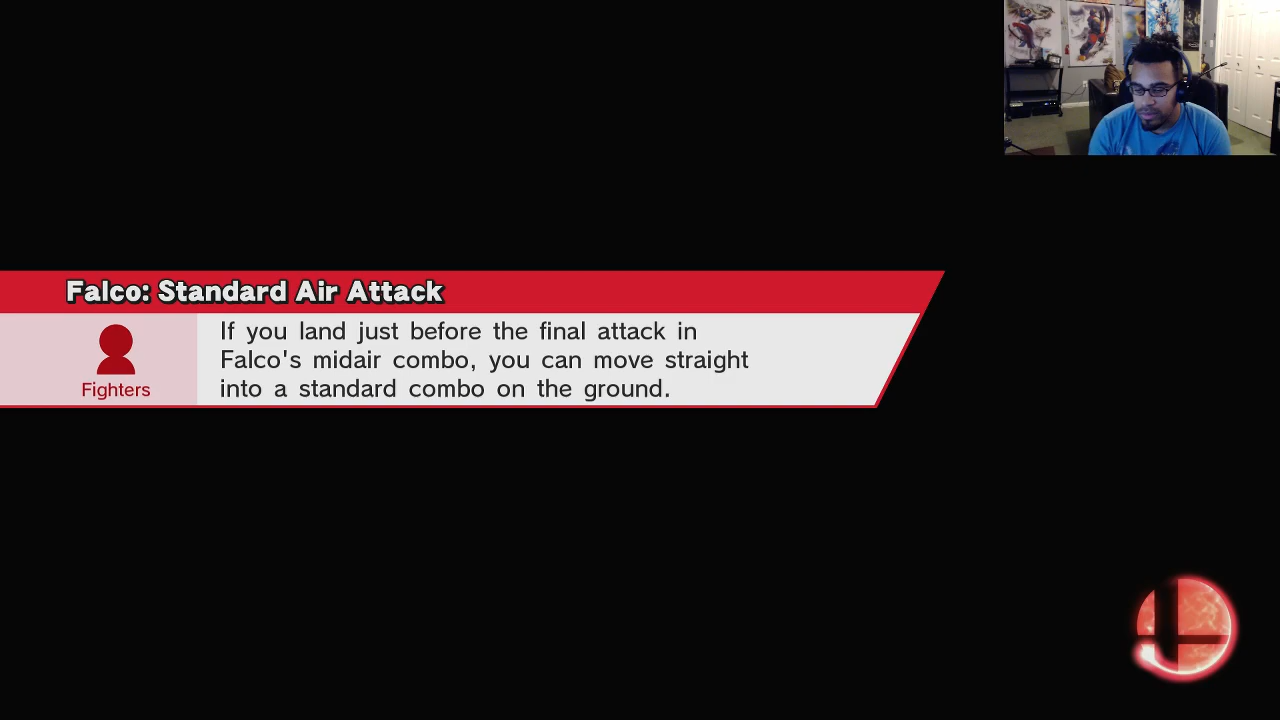 Falco: Standard Air Attack
If you land just before the final attack in
Falco's midair combo, you can move straight
into a standard combo on the ground.
Fighters